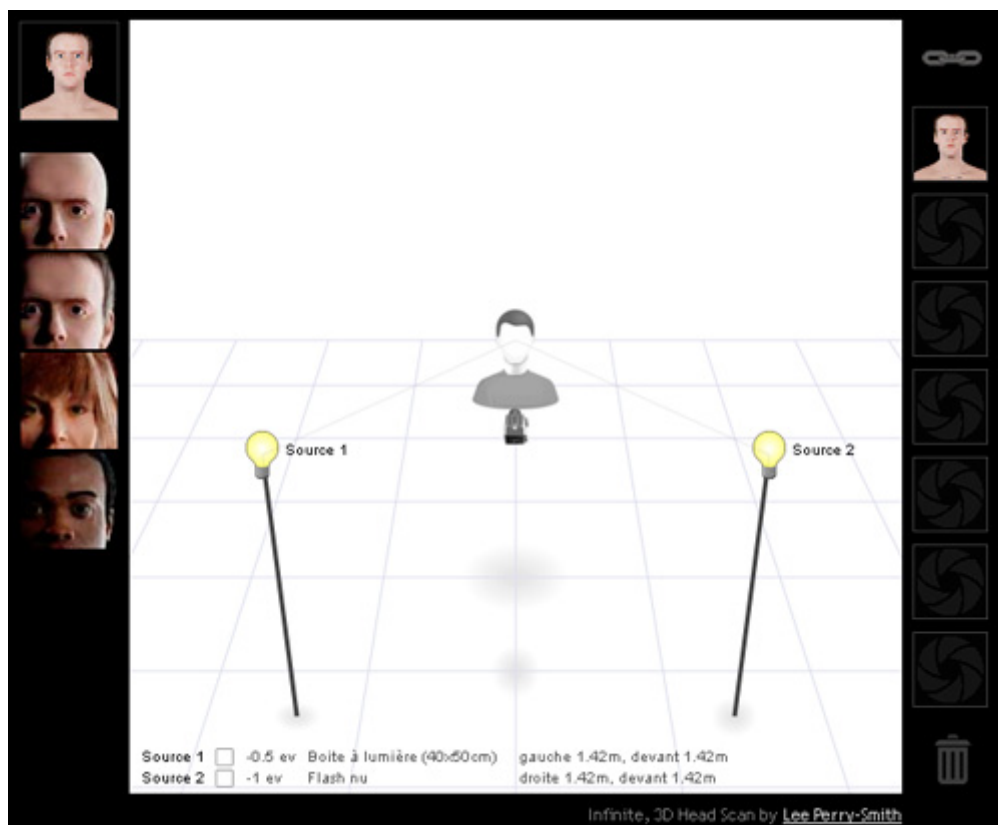 Source 1
Source 2
Source 1 -0.5 ev Boite à lumière (40x50cm) gauche 1.42m, devant 1.42m
Source 2 -1 ev Flash nu droite 1.42m, devant 1.42m
Infinite, 3D Head Scan by Lee Perry-Smith